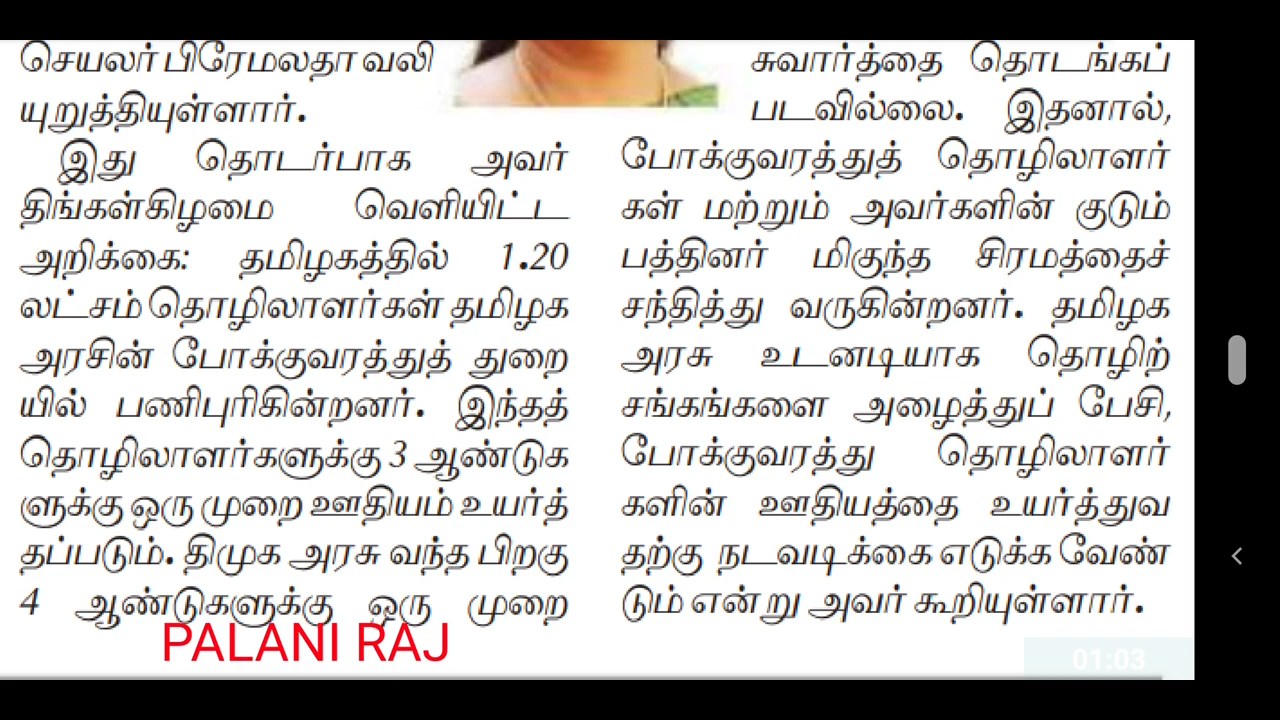 செயலர் பிரேமலதா வலி
யுறுத்தியுள்ளார்.
இது தொடர்பாக அவர்
திங்கள்கிழமை வெளியிட்ட
அறிக்கை: தமிழகத்தில் 1.20
லட்சம் தொழிலாளர்கள் தமிழக
அரசின் போக்குவரத்துத் துறை
யில் பணிபுரிகின்றனர். இந்தத்
தொழிலாளர்களுக்கு 3 ஆண்டுக
ளுக்கு ஒரு முறை ஊதியம் உயர்த்
தப்படும். திமுக அரசு வந்த பிறகு
4 ஆண்டுகளுக்கு ஒரு முறை
சுவார்த்தை தொடங்கப்
படவில்லை. இதனால்,
போக்குவரத்துத் தொழிலாளர்
கள் மற்றும் அவர்களின் குடும்
பத்தினர் மிகுந்த சிரமத்தைச்
சந்தித்து வருகின்றனர். தமிழக
அரசு உடனடியாக தொழிற்
சங்கங்களை அழைத்துப் பேசி,
போக்குவரத்து தொழிலாளர்
களின் ஊதியத்தை உயர்த்துவ
தற்கு நடவடிக்கை எடுக்க வேண்
டும் என்று அவர் கூறியுள்ளார்.
PALANI RAJ
01:03